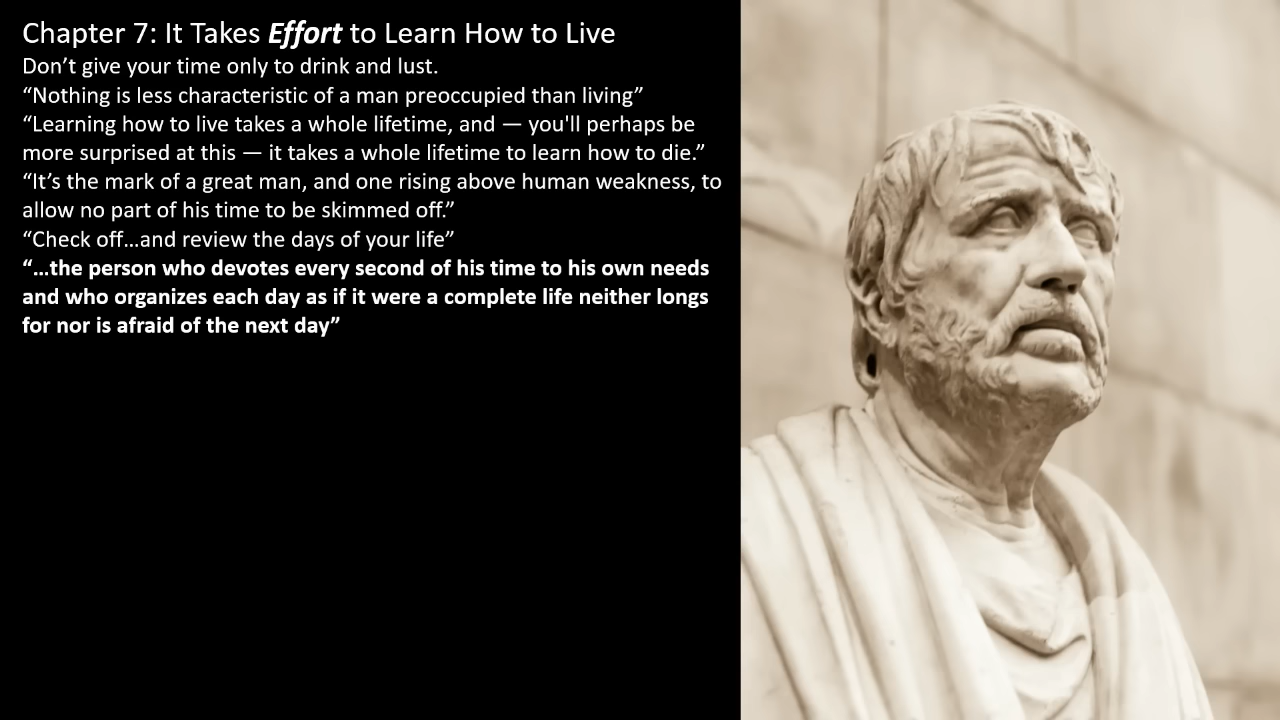 Chapter 7: It Takes Effort to Learn How to Live
Don’t give your time only to drink and lust.
“Nothing is less characteristic of a man preoccupied than living”
“Learning how to live takes a whole lifetime, and — you'll perhaps be
more surprised at this — it takes a whole lifetime to learn how to die.”
“It’s the mark of a great man, and one rising above human weakness, to
allow no part of his time to be skimmed off.”
“Check off…and review the days of your life”
“…the person who devotes every second of his time to his own needs
and who organizes each day as if it were a complete life neither longs
for nor is afraid of the next day”